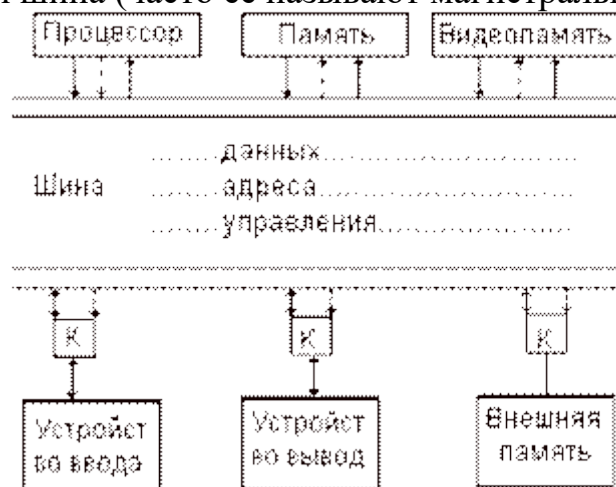 шина (часто ее называют магистраль
Процессор Память Видеопамять
данных
Шина адреса
управления
К К К
Устройст Устройст Внешняя
во ввода во вывод память